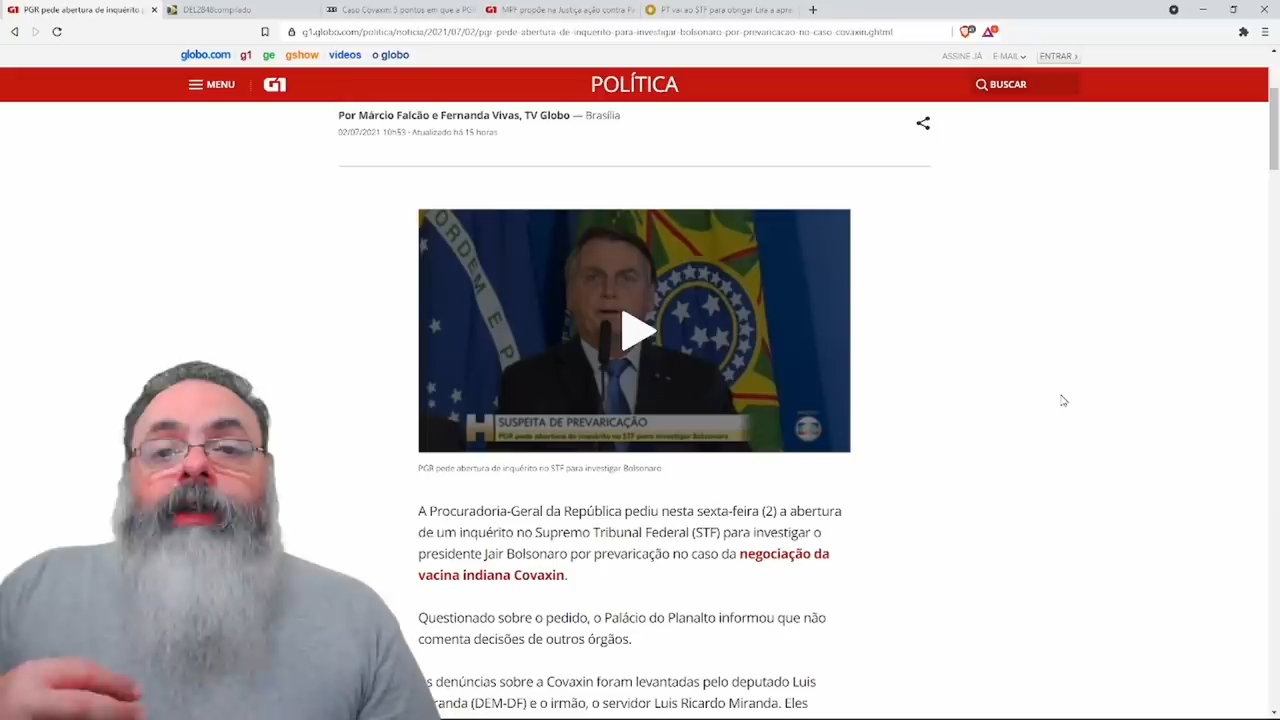 G1 PGR pede abertura de inquérito
DEL2848compilado
Caso Covaxin: 3 pontos em que a PGR
G1 MPF propõe na Justiça ação contra Pa
PT vai ao STF para obrigar Lira a apre
g1.globo.com/politica/noticia/2021/07/02/pgr-pede-abertura-de-inquerito-para-investigar-bolsonaro-por-prevaricacao-no-caso-covaxin.ghtml
globo.com g1 ge gshow vídeos o globo
ASSINE JÁ E-MAIL ENTRAR ›
MENU G1 POLÍTICA BUSCAR
Por Márcio Falcão e Fernanda Vivas, TV Globo — Brasília
02/07/2021 10h53 · Atualizado há 15 horas
ORDEM E P
H SUSPEITA DE PREVARICAÇÃO
PGR pede abertura de inquérito no STF para investigar Bolsonaro
PGR pede abertura de inquérito no STF para investigar Bolsonaro
A Procuradoria-Geral da República pediu nesta sexta-feira (2) a abertura
de um inquérito no Supremo Tribunal Federal (STF) para investigar o
presidente Jair Bolsonaro por prevaricação no caso da negociação da
vacina indiana Covaxin.
Questionado sobre o pedido, o Palácio do Planalto informou que não
comenta decisões de outros órgãos.
s denúncias sobre a Covaxin foram levantadas pelo deputado Luis
randa (DEM-DF) e o irmão, o servidor Luis Ricardo Miranda. Eles